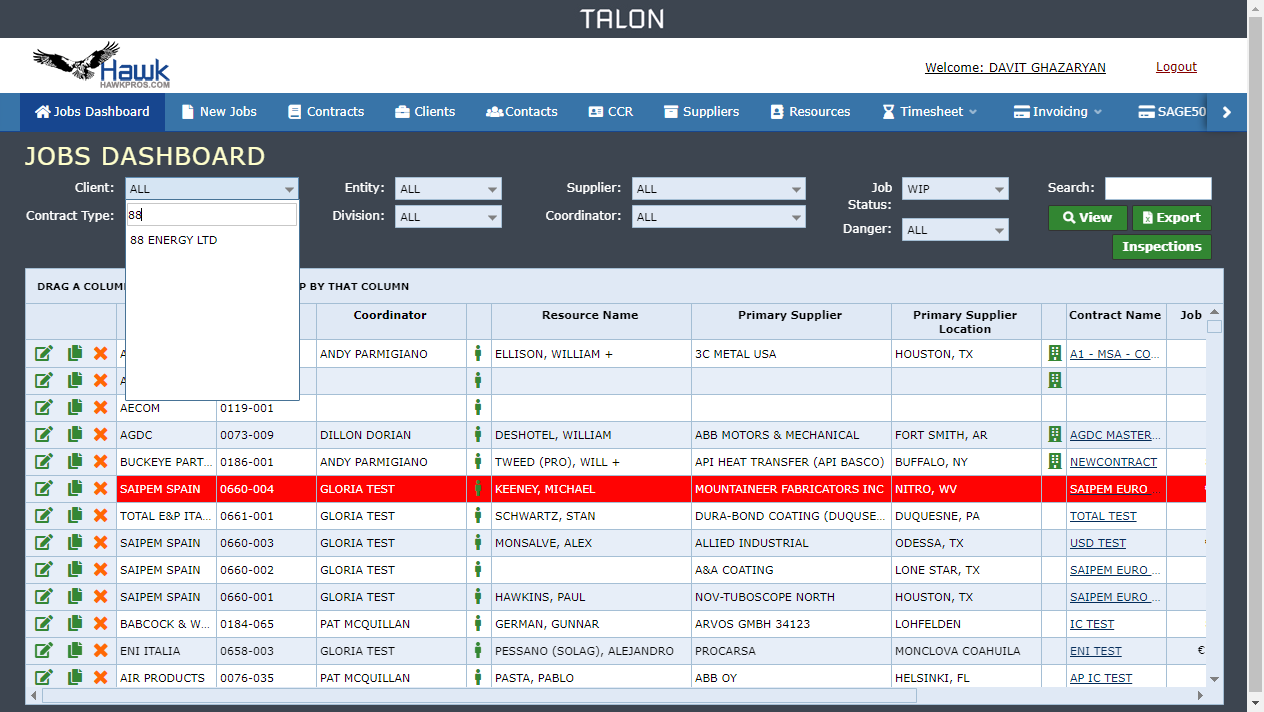 TALON
Hawk
HAWKPROS.COM
Welcome: DAVIT GHAZARYAN
Logout
Jobs Dashboard New Jobs Contracts Clients Contacts CCR Suppliers Resources Timesheet Invoicing SAGE50
JOBS DASHBOARD
Client: ALL Entity: ALL Supplier: ALL Job Status: WIP Search:
Contract Type: Division: ALL Coordinator: ALL Danger: ALL
View Export
Inspections
88
88 ENERGY LTD
DRAG A COLUM P BY THAT COLUMN
Coordinator Resource Name Primary Supplier Primary Supplier Location Contract Name Job
A ANDY PARMIGIANO ELLISON, WILLIAM + 3C METAL USA HOUSTON, TX A1 - MSA - CO...
A
AECOM 0119-001
AGDC 0073-009 DILLON DORIAN DESHOTEL, WILLIAM ABB MOTORS & MECHANICAL FORT SMITH, AR AGDC MASTER...
BUCKEYE PART... 0186-001 ANDY PARMIGIANO TWEED (PRO), WILL + API HEAT TRANSFER (API BASCO) BUFFALO, NY NEWCONTRACT
SAIPEM SPAIN 0660-004 GLORIA TEST KEENEY, MICHAEL MOUNTAINEER FABRICATORS INC NITRO, WV SAIPEM EURO ...
TOTAL E&P ITA... 0661-001 GLORIA TEST SCHWARTZ, STAN DURA-BOND COATING (DUQUSE... DUQUESNE, PA TOTAL TEST
SAIPEM SPAIN 0660-003 GLORIA TEST MONSALVE, ALEX ALLIED INDUSTRIAL ODESSA, TX USD TEST
SAIPEM SPAIN 0660-002 GLORIA TEST A&A COATING LONE STAR, TX SAIPEM EURO ...
SAIPEM SPAIN 0660-001 GLORIA TEST HAWKINS, PAUL NOV-TUBOSCOPE NORTH HOUSTON, TX SAIPEM EURO ...
BABCOCK & W... 0184-065 PAT MCQUILLAN GERMAN, GUNNAR ARVOS GMBH 34123 LOHFELDEN IC TEST
ENI ITALIA 0658-003 GLORIA TEST PESSANO (SOLAG), ALEJANDRO PROCARSA MONCLOVA COAHUILA ENI TEST €
AIR PRODUCTS 0076-035 PAT MCQUILLAN PASTA, PABLO ABB OY HELSINKI, FL AP IC TEST